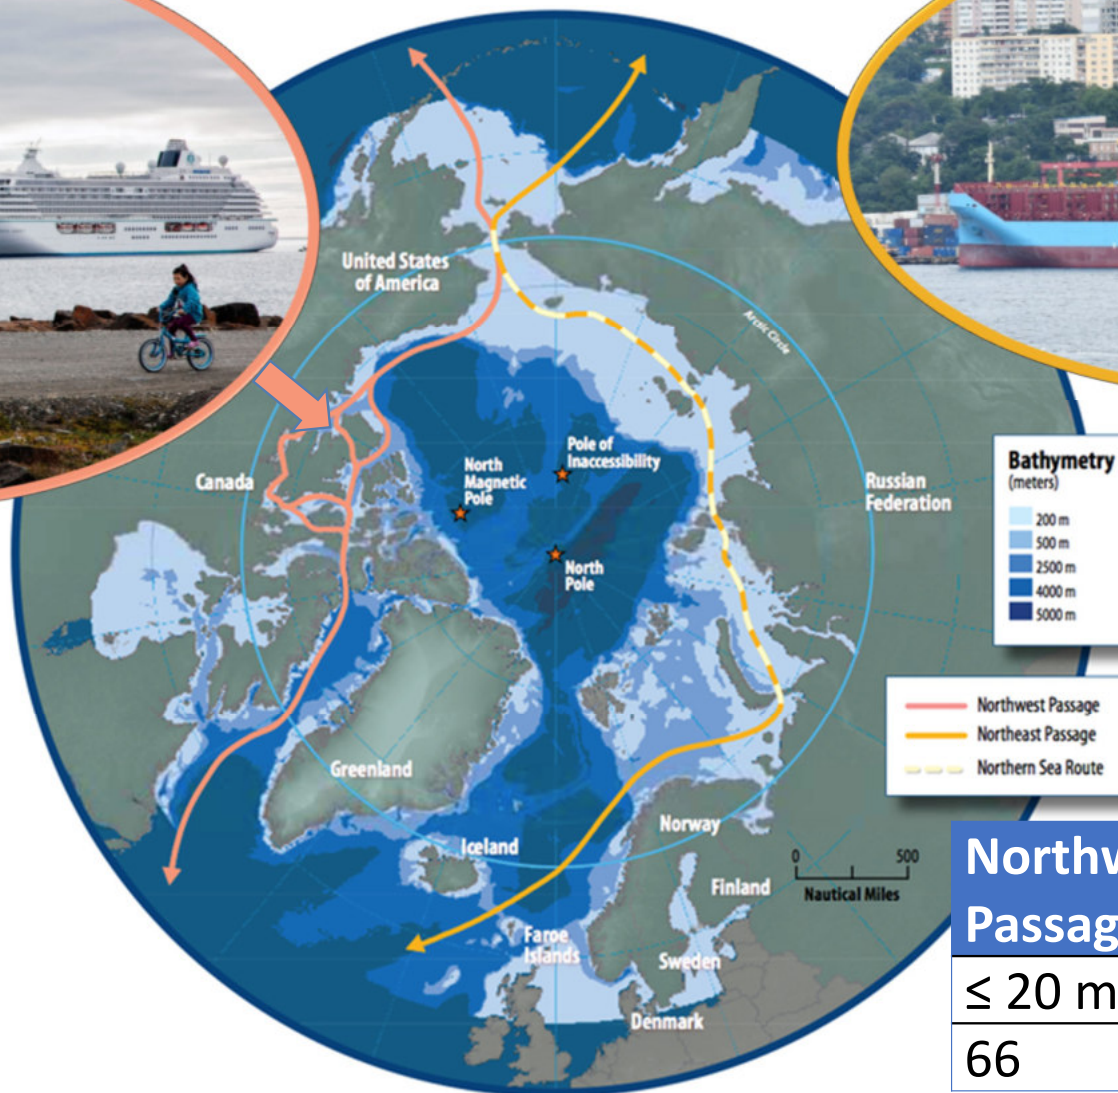 United States
of America
Arctic Circle
Pole of
Inaccessibility
North
Magnetic
Pole
Canada
Russian
Federation
North
Pole
Bathymetry
(meters)
200 m
500 m
2500 m
4000 m
5000 m
Northwest Passage
Northeast Passage
Northern Sea Route
Greenland
Iceland
Norway
Finland
0 500
Nautical Miles
Faroe
Islands
Sweden
Denmark
Northw
Passag
≤ 20 m
66